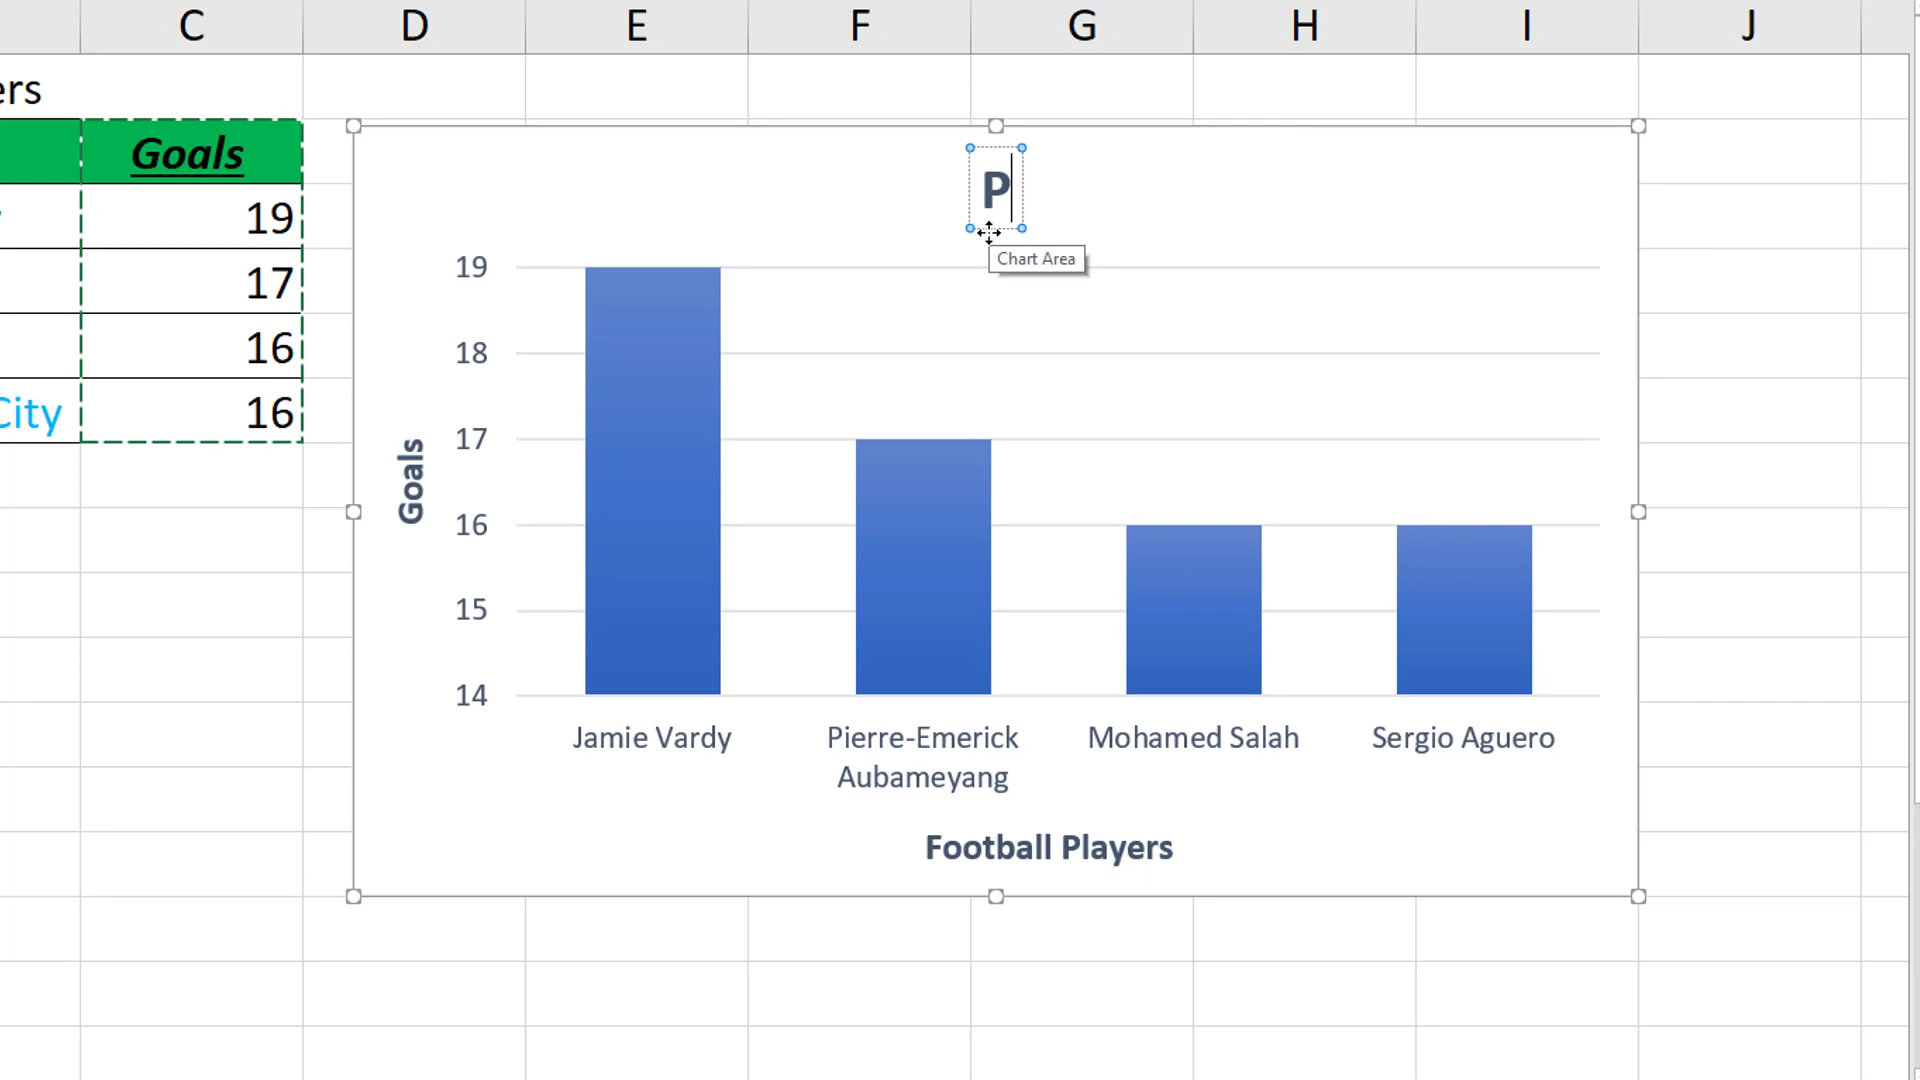 C D E F G H I J
ers
Goals
19
17
16
City 16
P
Chart Area
19
18
17
16
15
14
Goals
Jamie Vardy
Pierre-Emerick
Aubameyang
Mohamed Salah
Sergio Aguero
Football Players